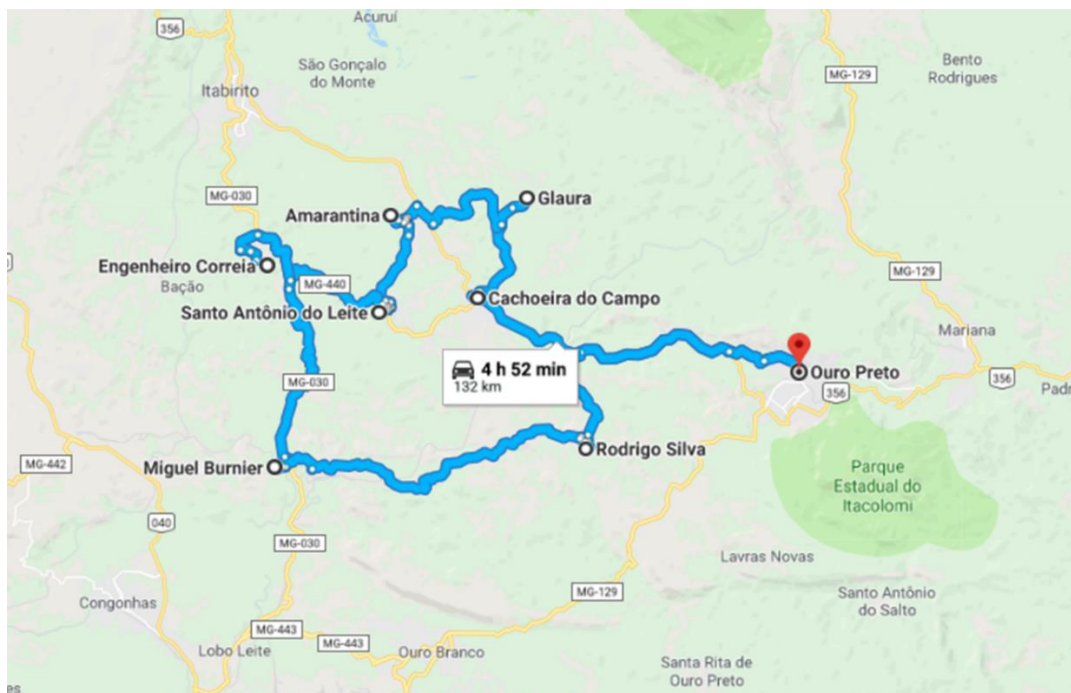 Acuruí
356
São Gonçalo
do Monte
MG-129
Bento
Rodrigues
Itabirito
MG-030
Glaura
Amarantina
Engenheiro Correia
Bação
MG-440
MG-129
Santo Antônio do Leite
Cachoeira do Campo
Mariana
4 h 52 min
132 km
Ouro Preto
356
356
MG-030
Rodrigo Silva
MG-442
Miguel Burnier
Parque
Estadual do
Itacolomi
040
MG-030
Lavras Novas
MG-129
Santo Antônio
do Salto
Congonhas
MG-443
MG-443
Lobo Leite
Ouro Branco
Santa Rita de
Ouro Preto